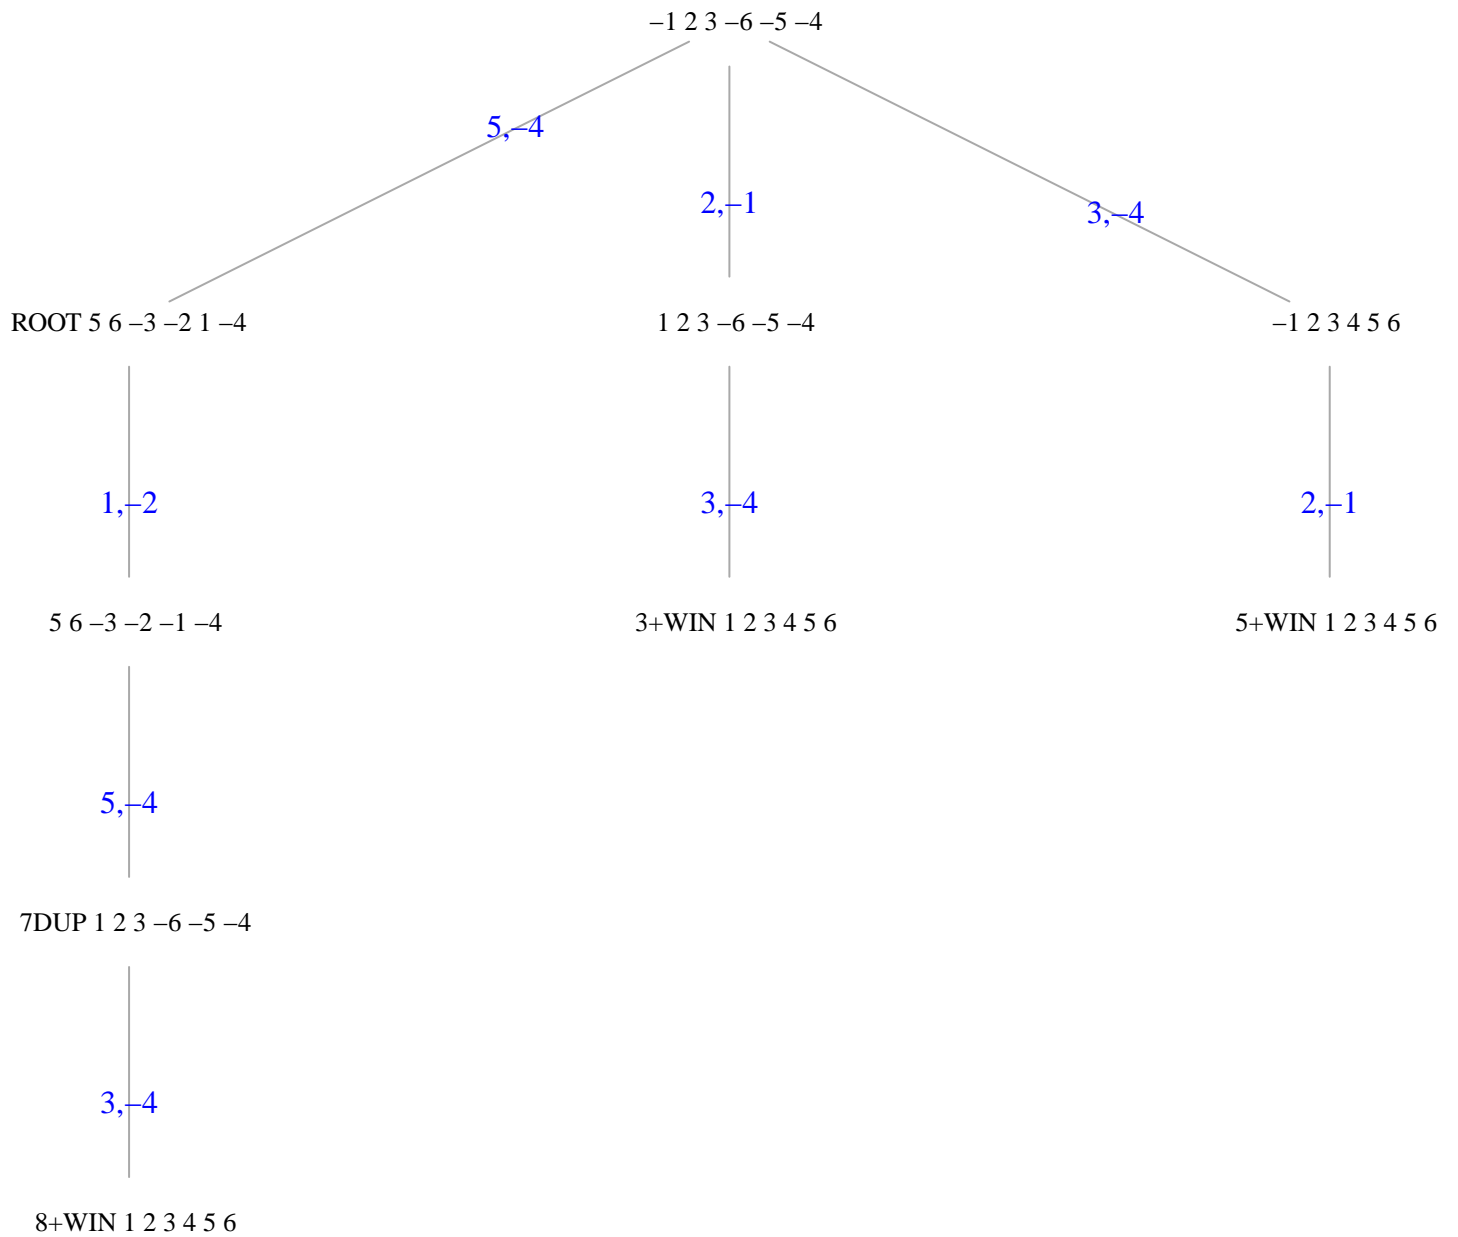 –1 2 3 –6 –5 –4
5,–4
2,–1
3,–4
ROOT 5 6 –3 –2 1 –4
1 2 3 –6 –5 –4
–1 2 3 4 5 6
1,–2
3,–4
2,–1
5 6 –3 –2 –1 –4
3+WIN 1 2 3 4 5 6
5+WIN 1 2 3 4 5 6
5,–4
7DUP 1 2 3 –6 –5 –4
3,–4
8+WIN 1 2 3 4 5 6